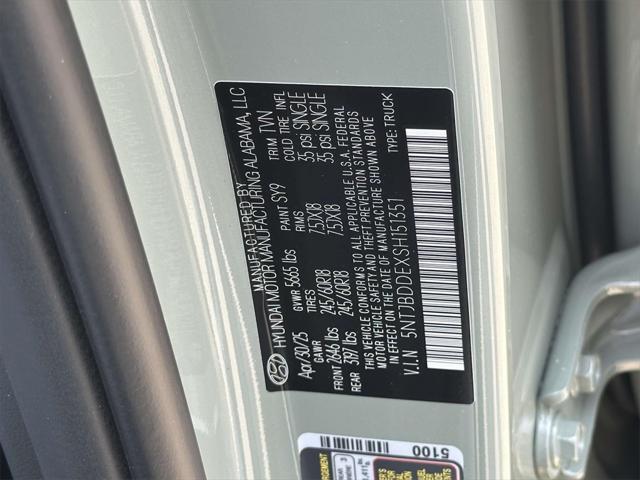 MANUFACTURED BY
HYUNDAI MOTOR MANUFACTURING ALABAMA, LLC
Apr/30/25 GVWR 5665 lbs PAINT SY9 TRIM TVN
GAWR TIRES RIMS COLD TIRE INFL
FRONT 2646 lbs 245/60R18 7.5JX18 35 psi SINGLE
REAR 3197 lbs 245/60R18 7.5JX18 35 psi SINGLE
THIS VEHICLE CONFORMS TO ALL APPLICABLE U.S.A. FEDERAL
MOTOR VEHICLE SAFETY AND THEFT PREVENTION STANDARDS
IN EFFECT ON THE DATE OF MANUFACTURE SHOWN ABOVE
V.I.N 5NTJBDDEXSH151351 TYPE: TRUCK
5100